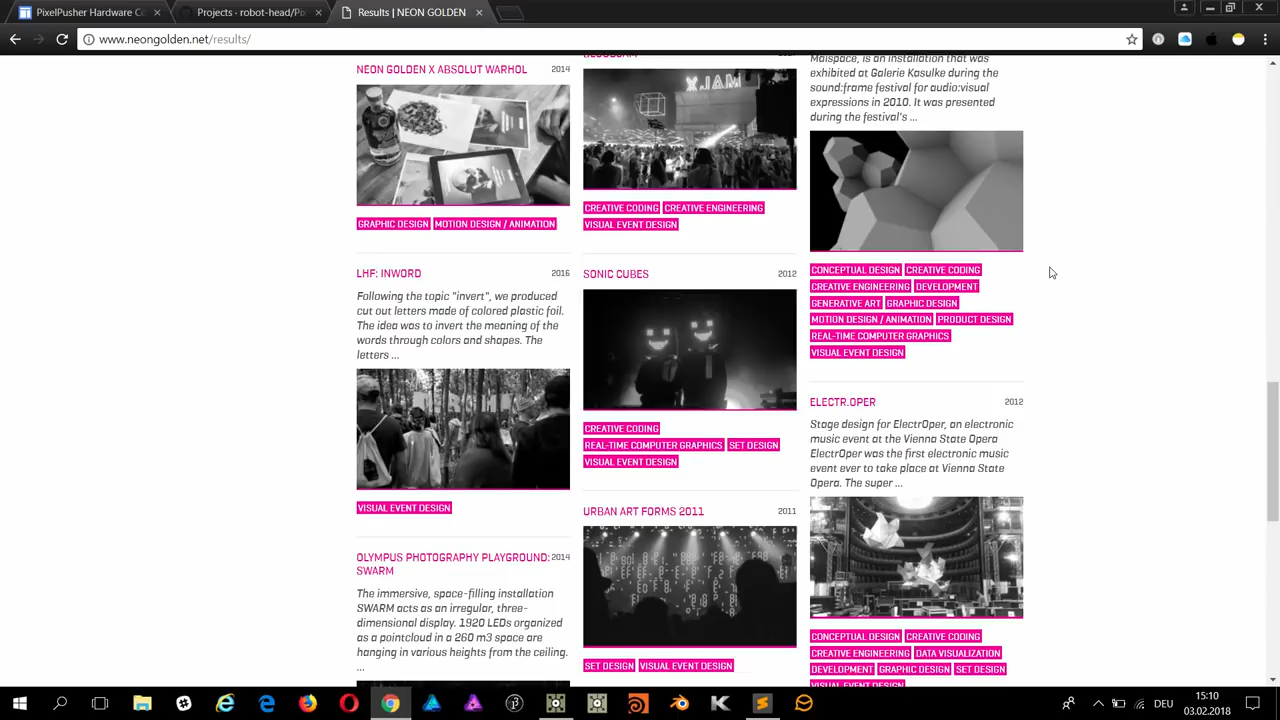 PixelPusher Hardware Co
Projects - robot-head/Pi
Results | NEON GOLDEN
www.neongolden.net/results/
NEON GOLDEN X ABSOLUT WARHOL 2014
GRAPHIC DESIGN MOTION DESIGN / ANIMATION
LHF: INWORD 2016
Following the topic "invert", we produced
cut out letters made of colored plastic foil.
The idea was to invert the meaning of the
words through colors and shapes. The
letters ...
VISUAL EVENT DESIGN
OLYMPUS PHOTOGRAPHY PLAYGROUND: 2014
SWARM
The immersive, space-filling installation
SWARM acts as an irregular, three-
dimensional display. 1920 LEDs organized
as a pointcloud in a 260 m3 space are
hanging in various heights from the ceiling.
...
XJAM
CREATIVE CODING CREATIVE ENGINEERING
VISUAL EVENT DESIGN
SONIC CUBES 2012
CREATIVE CODING
REAL-TIME COMPUTER GRAPHICS SET DESIGN
VISUAL EVENT DESIGN
URBAN ART FORMS 2011 2011
SET DESIGN VISUAL EVENT DESIGN
Malspace, is an installation that was
exhibited at Galerie Kasulke during the
sound:frame festival for audio:visual
expressions in 2010. It was presented
during the festival's ...
CONCEPTUAL DESIGN CREATIVE CODING
CREATIVE ENGINEERING DEVELOPMENT
GENERATIVE ART GRAPHIC DESIGN
MOTION DESIGN / ANIMATION PRODUCT DESIGN
REAL-TIME COMPUTER GRAPHICS
VISUAL EVENT DESIGN
ELECTR.OPER 2012
Stage design for ElectrOper, an electronic
music event at the Vienna State Opera
ElectrOper was the first electronic music
event ever to take place at Vienna State
Opera. The super ...
CONCEPTUAL DESIGN CREATIVE CODING
CREATIVE ENGINEERING DATA VISUALIZATION
DEVELOPMENT GRAPHIC DESIGN SET DESIGN
VISUAL EVENT DESIGN
DEU
15:10
03.02.2018